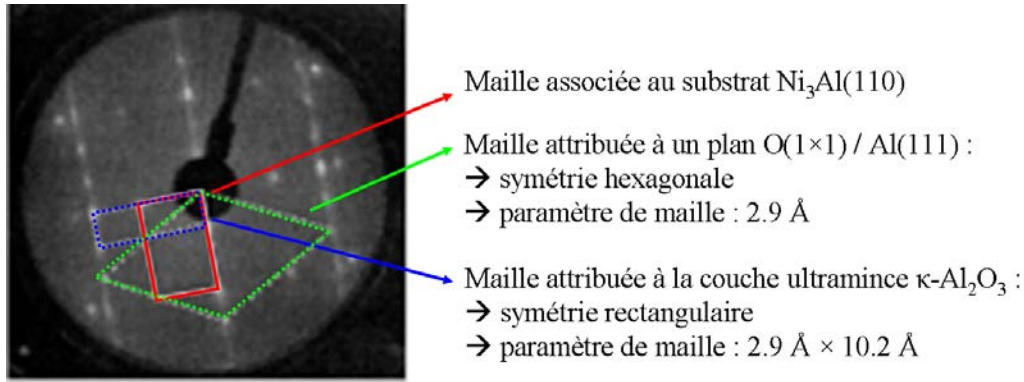 Maille associée au substrat Ni₃Al(110)
Maille attribuée à un plan O(1×1) / Al(111) :
→ symétrie hexagonale
→ paramètre de maille : 2.9 Å
Maille attribuée à la couche ultramince κ-Al₂O₃ :
→ symétrie rectangulaire
→ paramètre de maille : 2.9 Å × 10.2 Å